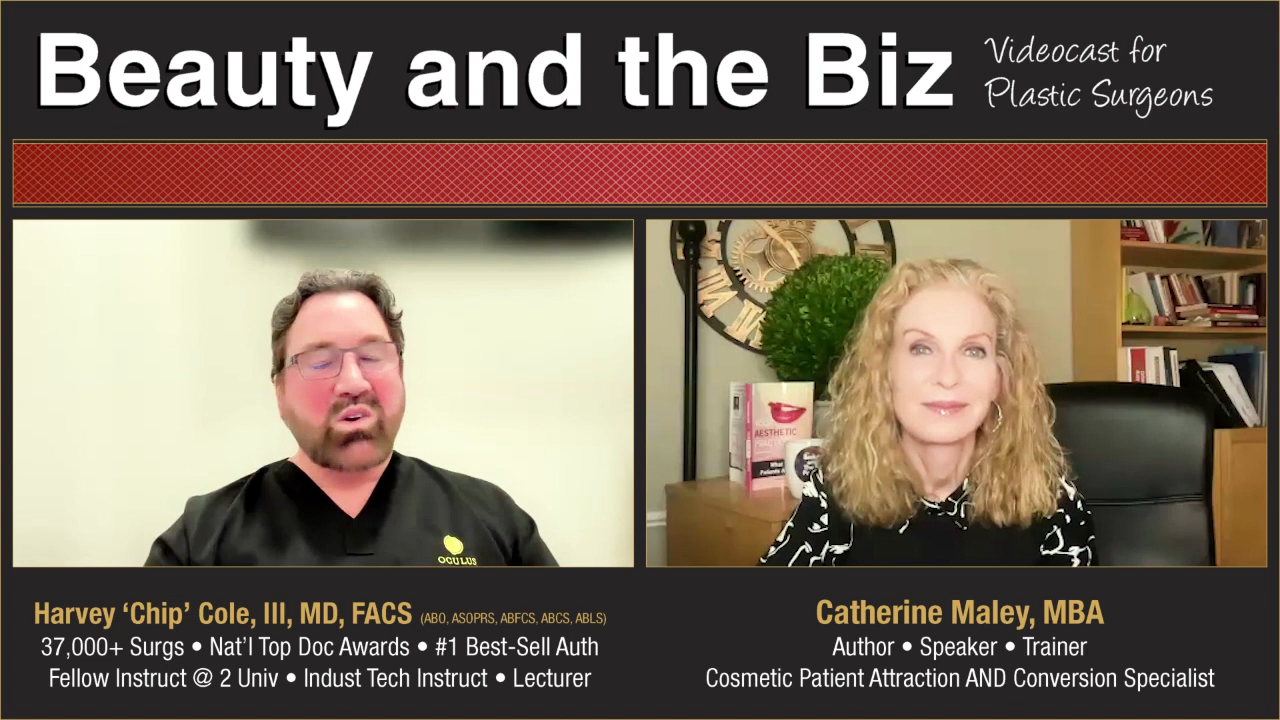 Beauty and the Biz
Videocast for
Plastic Surgeons
AESTHETIC
What
OCULUS
Harvey ‘Chip’ Cole, III, MD, FACS (ABO, ASOPRS, ABFCS, ABCS, ABLS)
37,000+ Surgs • Nat’l Top Doc Awards • #1 Best-Sell Auth
Fellow Instruct @ 2 Univ • Indust Tech Instruct • Lecturer
Catherine Maley, MBA
Author • Speaker • Trainer
Cosmetic Patient Attraction AND Conversion Specialist